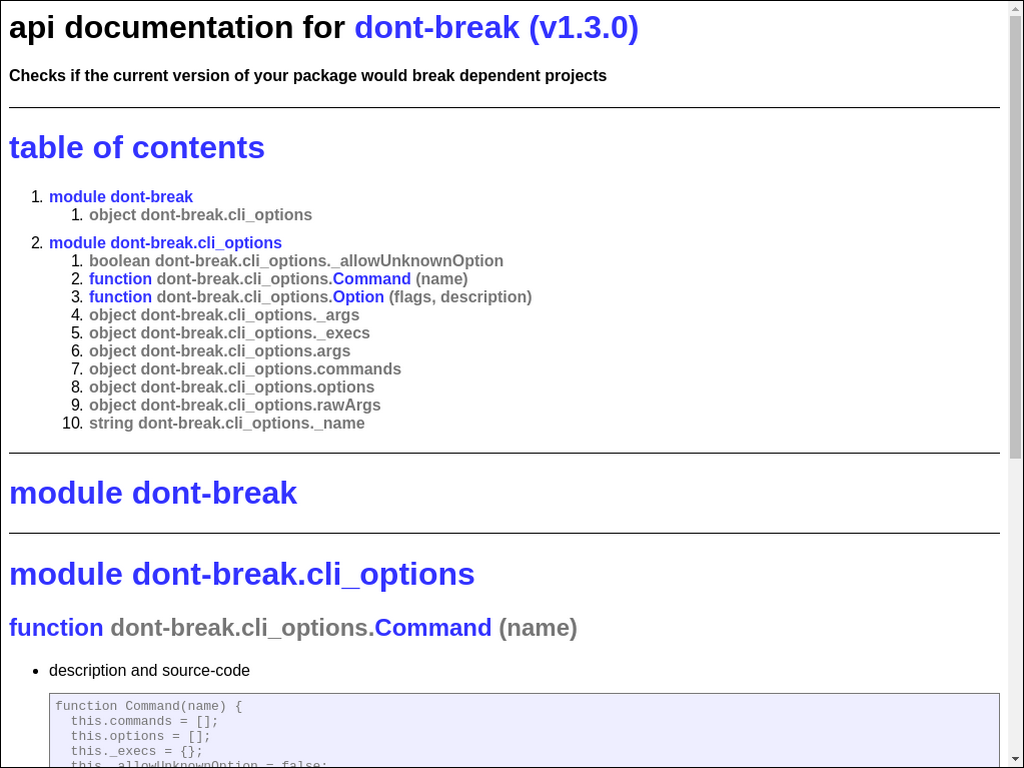 api documentation for dont-break (v1.3.0)
Checks if the current version of your package would break dependent projects
table of contents
1. module dont-break
1. object dont-break.cli_options
2. module dont-break.cli_options
1. boolean dont-break.cli_options._allowUnknownOption
2. function dont-break.cli_options.Command (name)
3. function dont-break.cli_options.Option (flags, description)
4. object dont-break.cli_options._args
5. object dont-break.cli_options._execs
6. object dont-break.cli_options.args
7. object dont-break.cli_options.commands
8. object dont-break.cli_options.options
9. object dont-break.cli_options.rawArgs
10. string dont-break.cli_options._name
module dont-break
module dont-break.cli_options
function dont-break.cli_options.Command (name)
• description and source-code
function Command(name) {
this.commands = [];
this.options = [];
this._execs = {};
this._allowUnknownOption = false;